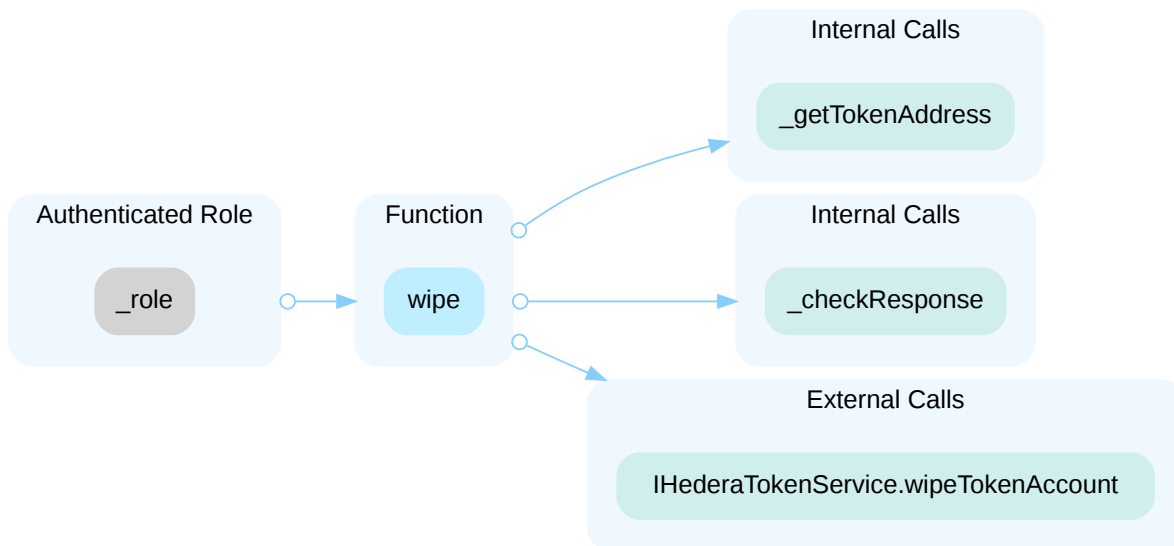 Authenticated Role
_role
Function
wipe
Internal Calls
_getTokenAddress
Internal Calls
_checkResponse
External Calls
IHederaTokenService.wipeTokenAccount